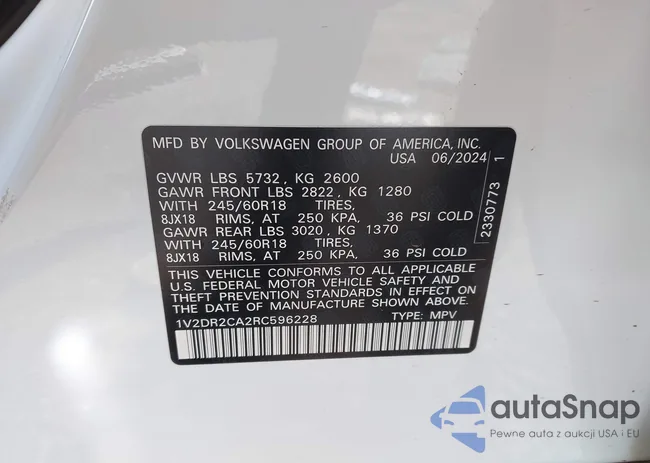 MFD BY VOLKSWAGEN GROUP OF AMERICA, INC.
USA 06/2024
GVWR LBS 5732, KG 2600
GAWR FRONT LBS 2822, KG 1280
WITH 245/60R18 TIRES,
8JX18 RIMS, AT 250 KPA, 36 PSI COLD
GAWR REAR LBS 3020, KG 1370
WITH 245/60R18 TIRES,
8JX18 RIMS, AT 250 KPA, 36 PSI COLD
THIS VEHICLE CONFORMS TO ALL APPLICABLE
U.S. FEDERAL MOTOR VEHICLE SAFETY AND
THEFT PREVENTION STANDARDS IN EFFECT ON
THE DATE OF MANUFACTURE SHOWN ABOVE.
1V2DR2CA2RC596228 TYPE: MPV
2330773 1
autaSnap
Pewne auta z aukcji USA i EU